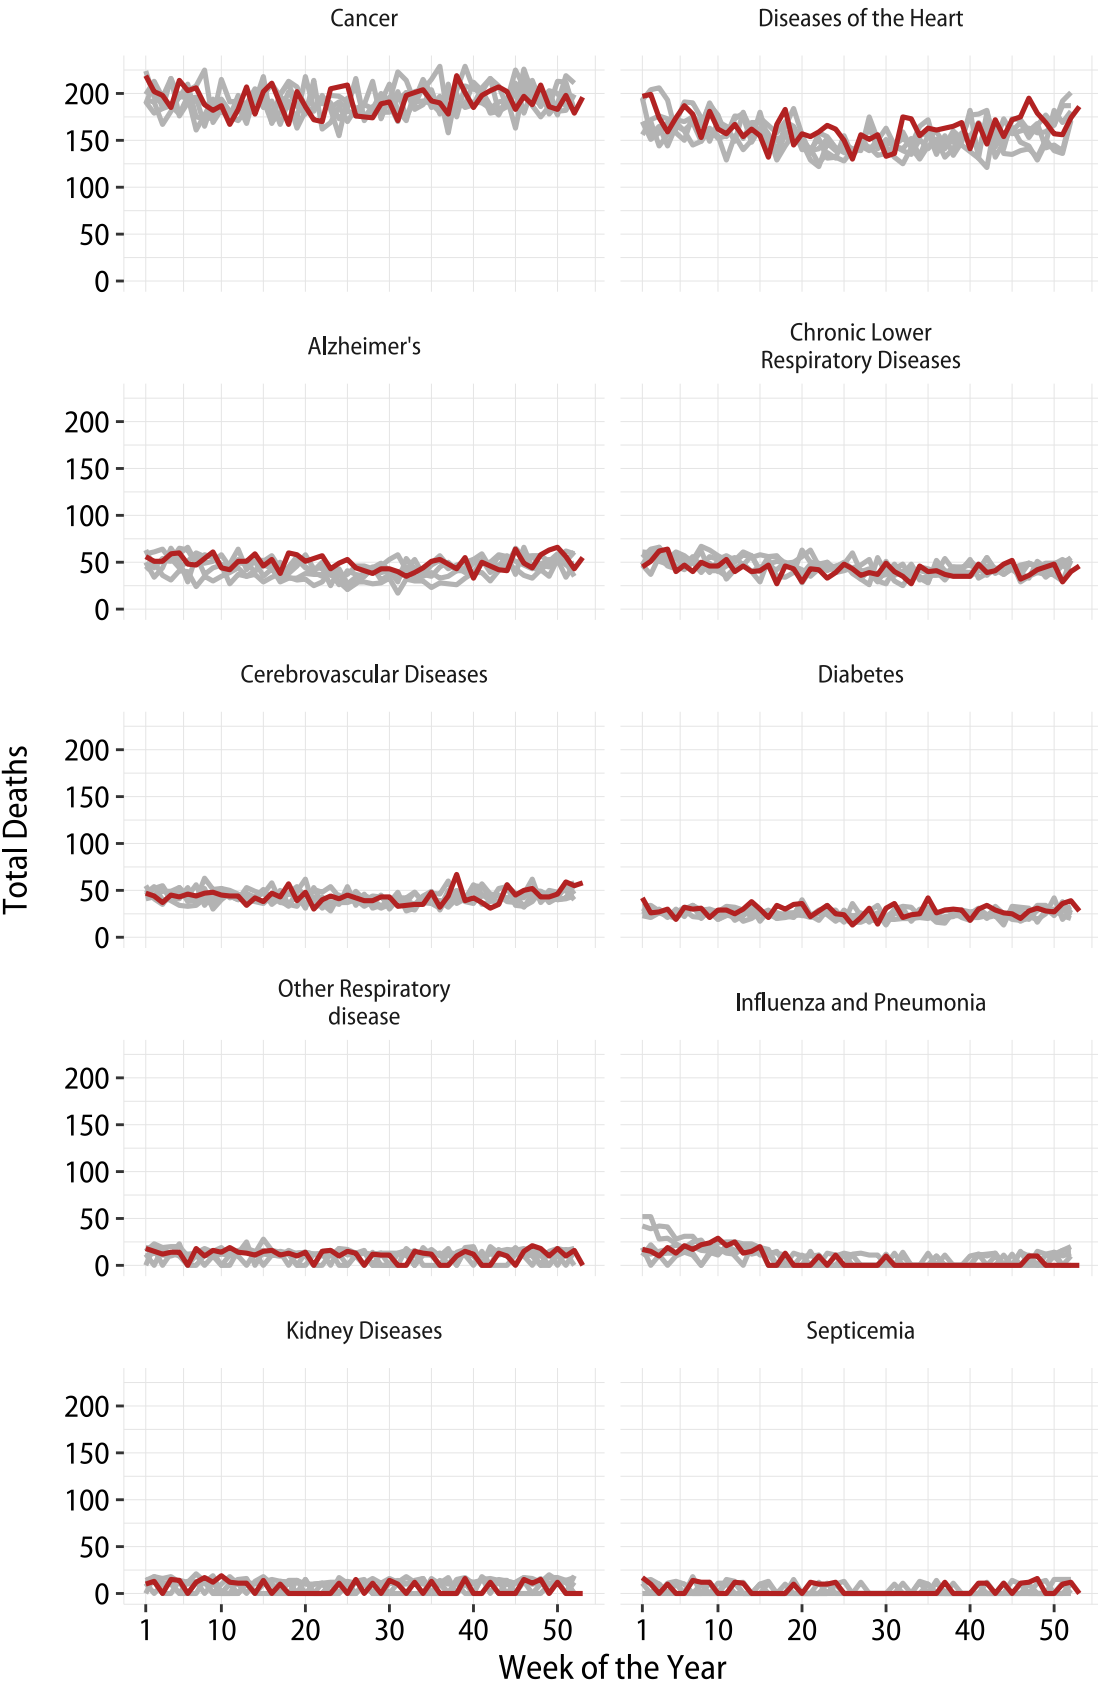 Cancer
Diseases of the Heart
200
150
100
50
0
Alzheimer's
Chronic Lower
Respiratory Diseases
200
150
100
50
0
Cerebrovascular Diseases
Diabetes
200
150
100
50
0
Total Deaths
Other Respiratory
disease
Influenza and Pneumonia
200
150
100
50
0
Kidney Diseases
Septicemia
200
150
100
50
0
1 10 20 30 40 50 1 10 20 30 40 50
Week of the Year